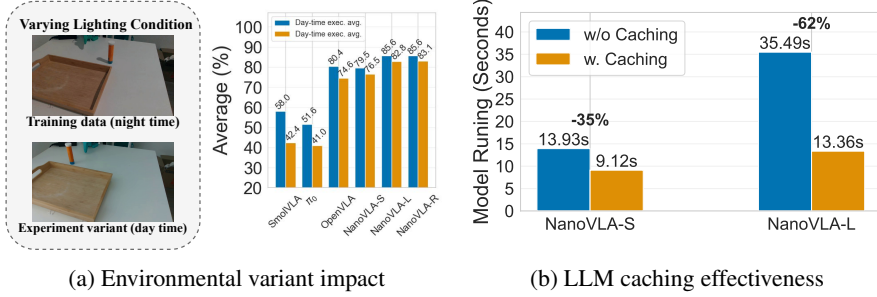 Varying Lighting Condition
Training data (night time)
Experiment variant (day time)
Day-time exec. avg.
Day-time exec. avg.
Average (%)
100
90
80
70
60
50
40
30
20
58.0
42.4
51.6
41.0
80.4
74.6
79.5
76.5
85.6
82.8
85.6
83.1
SmolVLA
π0
OpenVLA
NanoVLA-S
NanoVLA-L
NanoVLA-R
(a) Environmental variant impact
Model Runing (Seconds)
40
35
30
25
20
15
10
5
0
w/o Caching
w. Caching
-35%
13.93s
9.12s
-62%
35.49s
13.36s
NanoVLA-S
NanoVLA-L
(b) LLM caching effectiveness